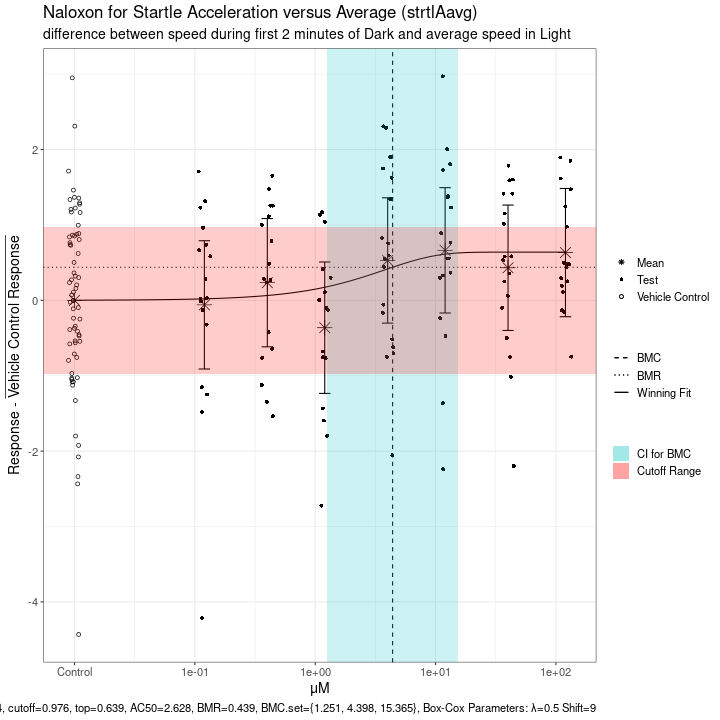 Naloxon for Startle Acceleration versus Average (strtlAavg)
difference between speed during first 2 minutes of Dark and average speed in Light
Response - Vehicle Control Response
2
0
-2
-4
Control
1e-01
1e+00
1e+01
1e+02
µM
Mean
Test
Vehicle Control
BMC
BMR
Winning Fit
CI for BMC
Cutoff Range
cutoff=0.976, top=0.639, AC50=2.628, BMR=0.439, BMC.set={1.251, 4.398, 15.365}, Box-Cox Parameters: λ=0.5 Shift=9